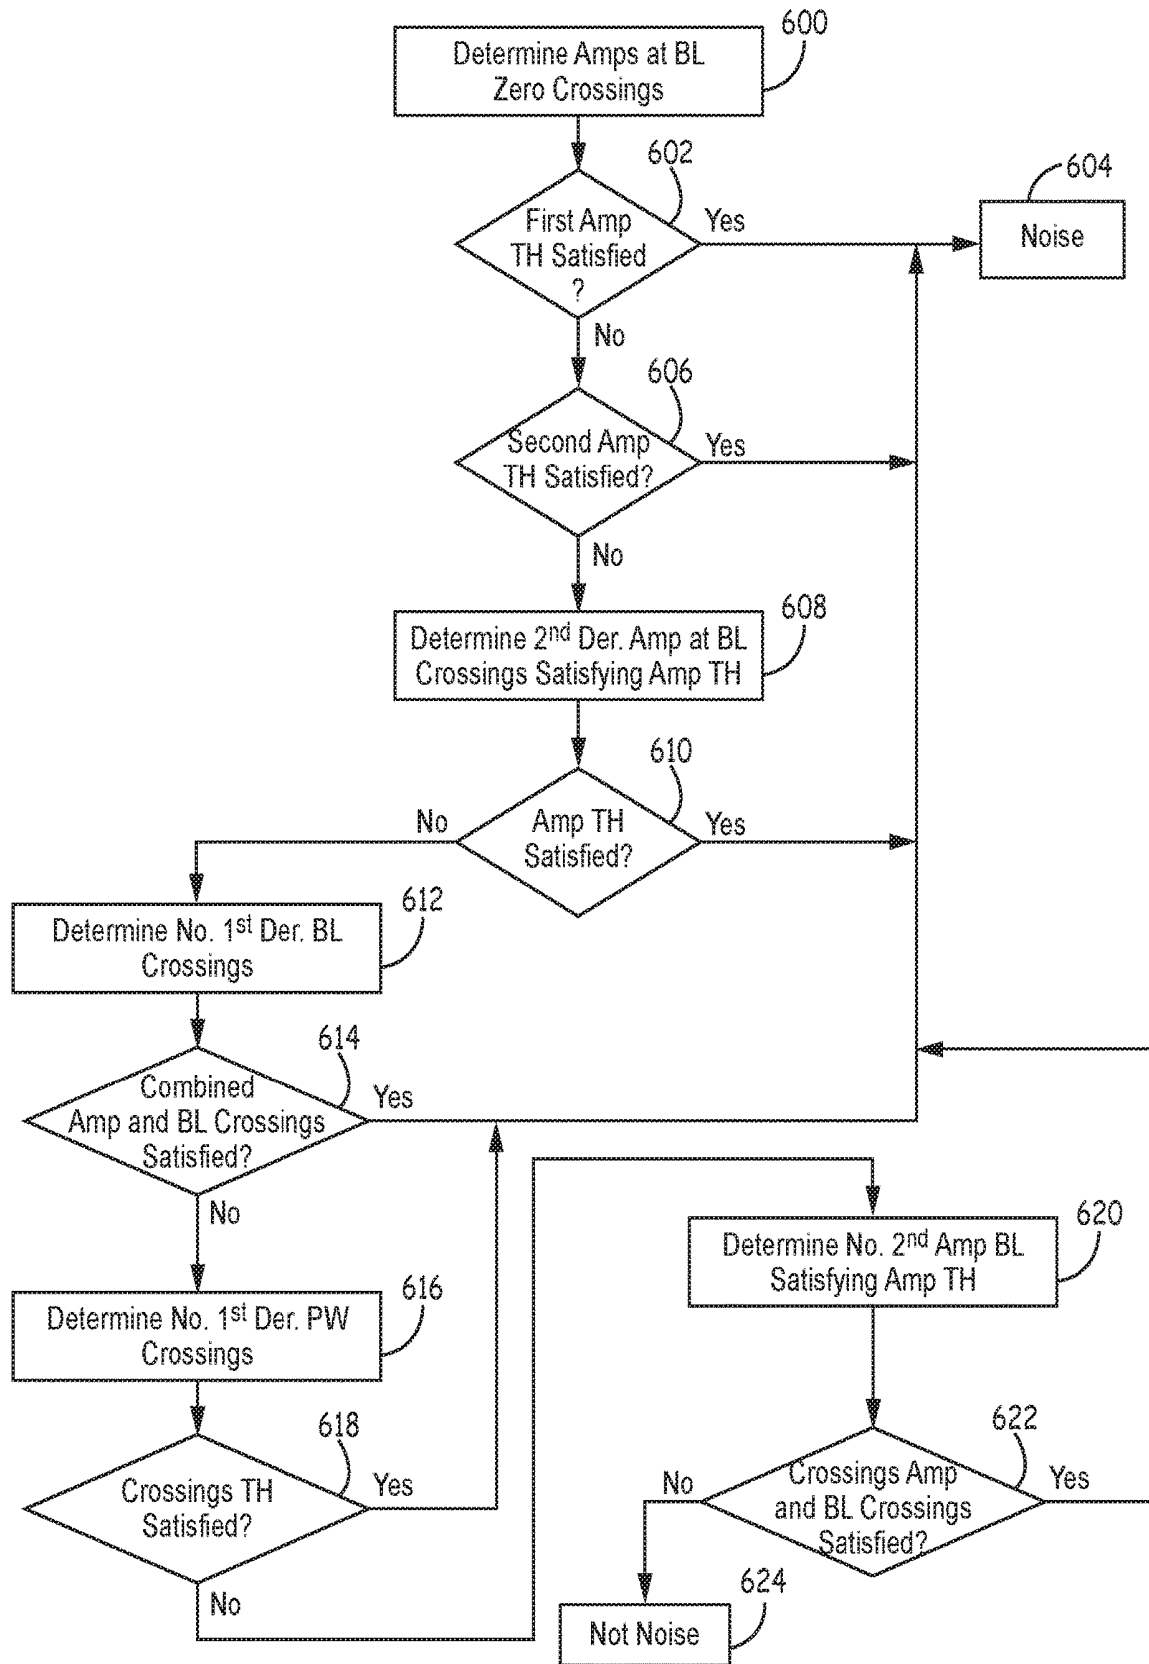 600
Determine Amps at BL
Zero Crossings
602
First Amp
TH Satisfied
?
Yes
604
Noise
No
606
Second Amp
TH Satisfied?
Yes
No
608
Determine 2nd Der. Amp at BL
Crossings Satisfying Amp TH
610
No
Amp TH
Satisfied?
Yes
612
Determine No. 1st Der. BL
Crossings
614
Combined
Amp and BL Crossings
Satisfied?
Yes
No
616
Determine No. 1st Der. PW
Crossings
618
Crossings TH
Satisfied?
Yes
No
620
Determine No. 2nd Amp BL
Satisfying Amp TH
622
No
Crossings Amp
and BL Crossings
Satisfied?
Yes
624
Not Noise